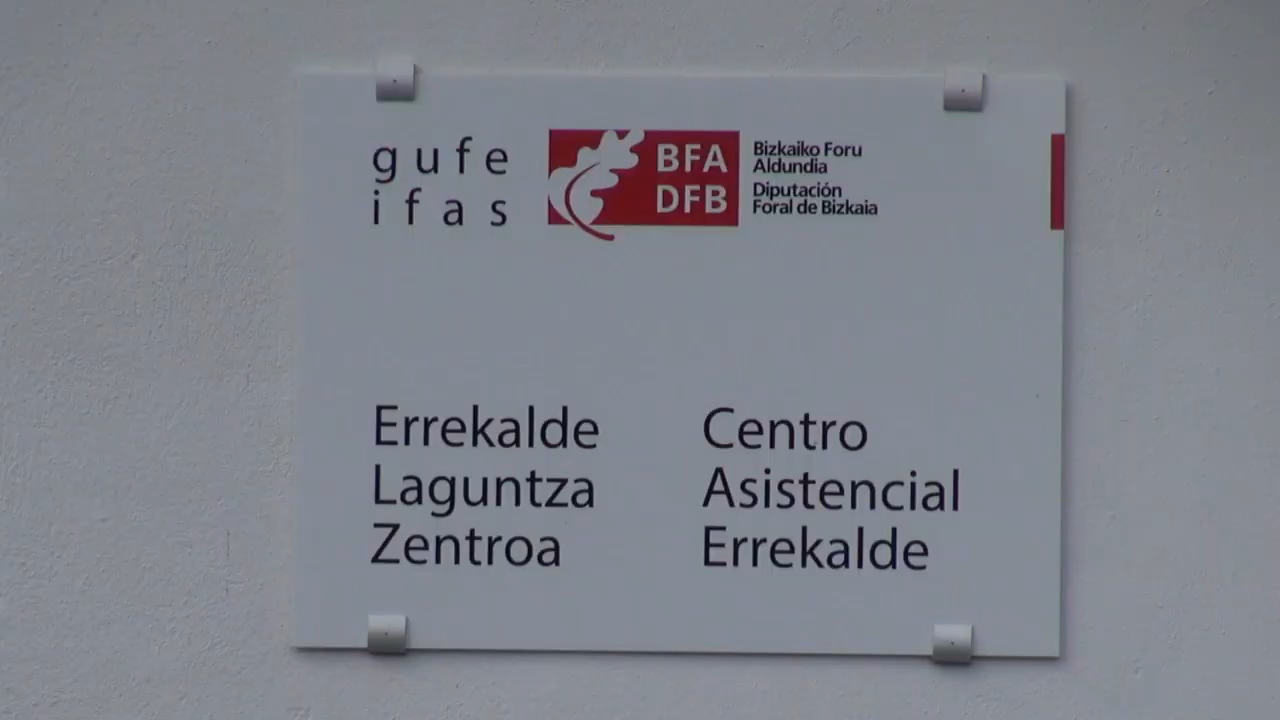 gufe
ifas
BFA
DFB
Bizkaiko Foru
Aldundia
Diputación
Foral de Bizkaia
Errekalde
Laguntza
Zentroa
Centro
Asistencial
Errekalde